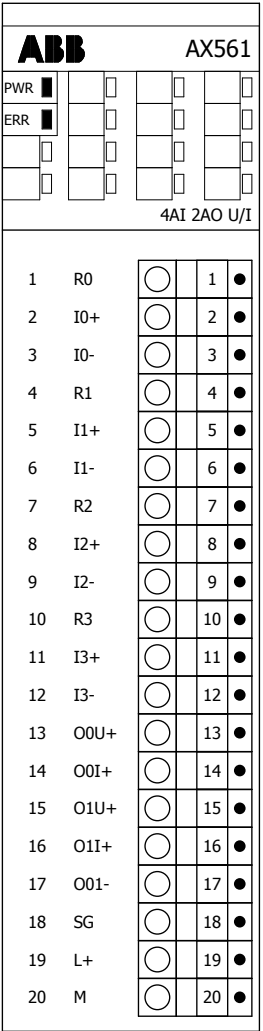 ABB AX561
PWR
ERR
4AI 2AO U/I
1 R0 1
2 I0+ 2
3 I0- 3
4 R1 4
5 I1+ 5
6 I1- 6
7 R2 7
8 I2+ 8
9 I2- 9
10 R3 10
11 I3+ 11
12 I3- 12
13 O0U+ 13
14 O0I+ 14
15 O1U+ 15
16 O1I+ 16
17 O01- 17
18 SG 18
19 L+ 19
20 M 20